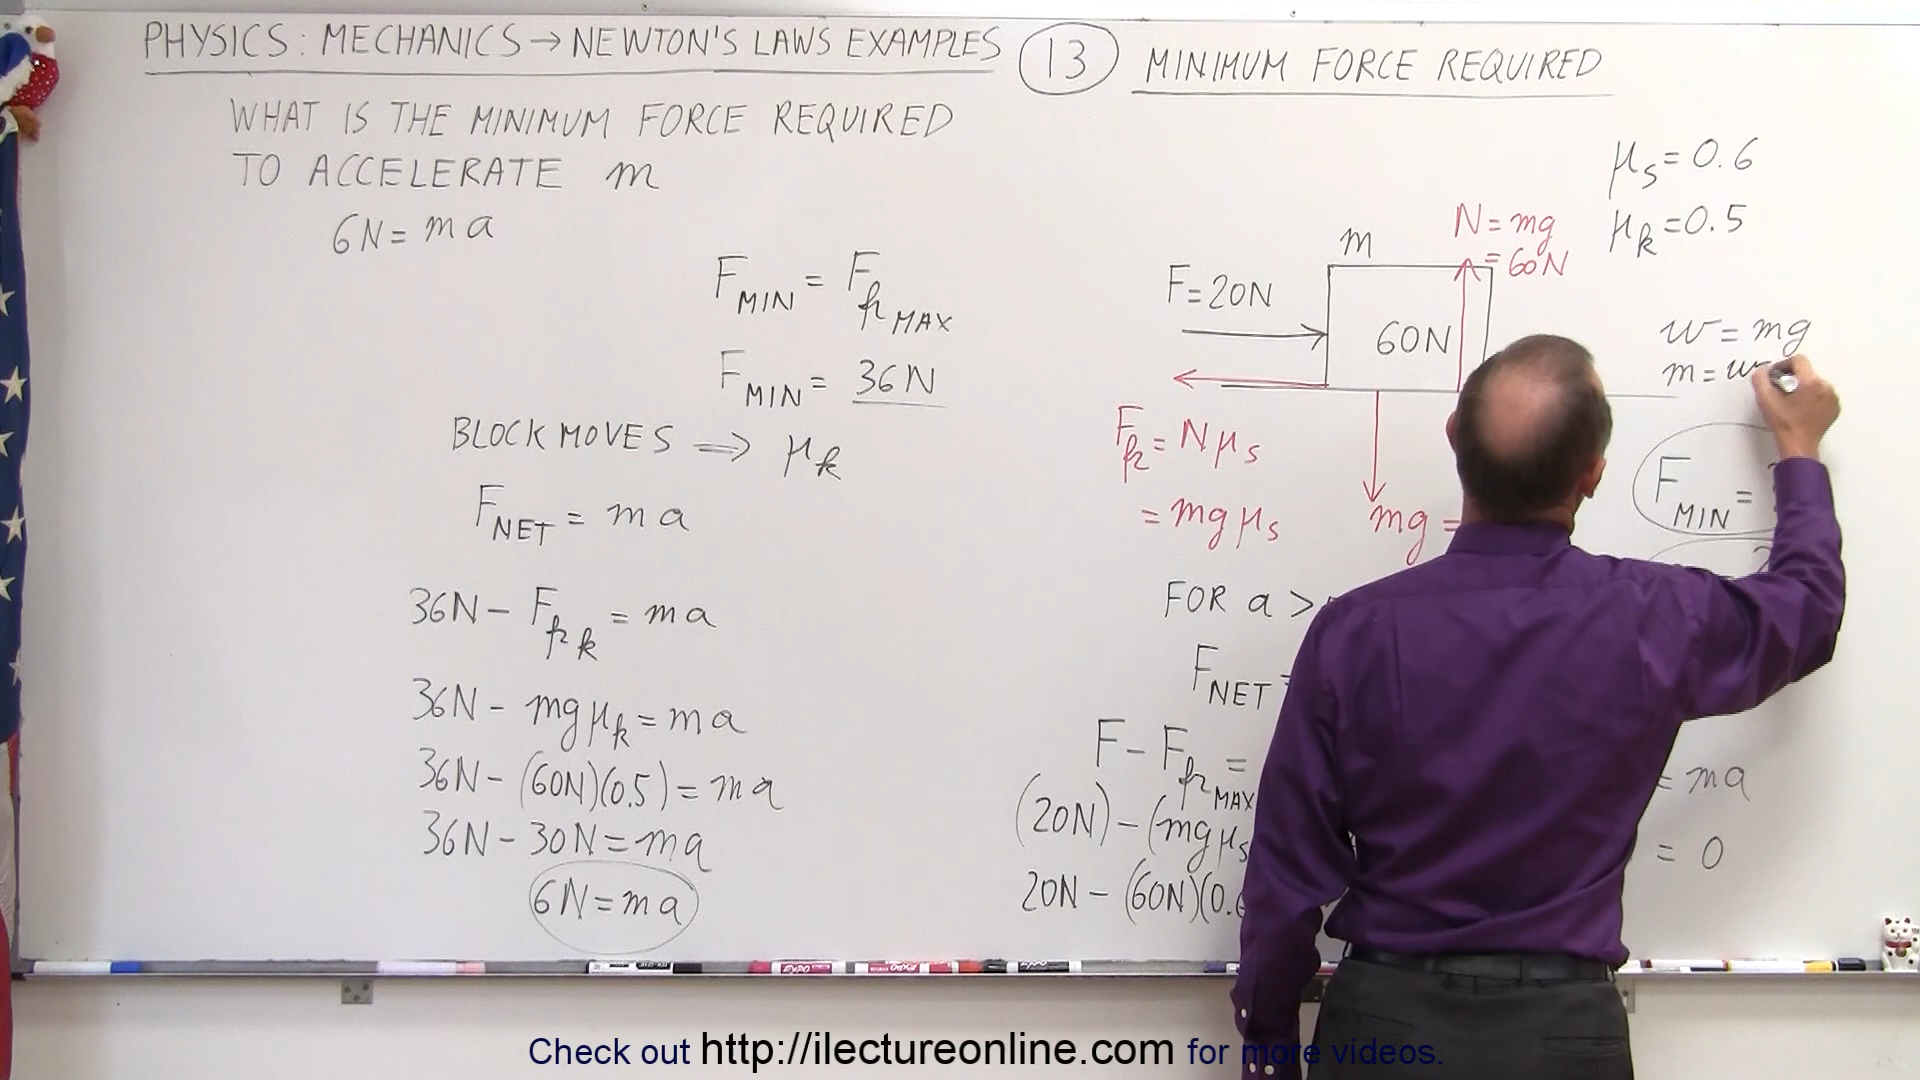 PHYSICS: MECHANICS → NEWTON'S LAWS EXAMPLES 13 MINIMUM FORCE REQUIRED
WHAT IS THE MINIMUM FORCE REQUIRED
TO ACCELERATE m
6N = ma
F_MIN = F_fr MAX
F_MIN = 36N
BLOCK MOVES ⇒ μ_k
F_NET = ma
36N - F_fr k = ma
36N - mgμ_k = ma
36N - (60N)(0.5) = ma
36N - 30N = ma
6N = ma
μ_s = 0.6
μ_k = 0.5
N = mg
= 60N
m
F = 20N
60N
w = mg
m = w
F_fr = Nμ_s
= mgμ_s
mg =
F_MIN =
FOR a >
F_NET =
F - F_fr MAX =
= ma
(20N) - (mgμ_s
= 0
20N - (60N)(0.6
Check out http://ilectureonline.com for more videos.